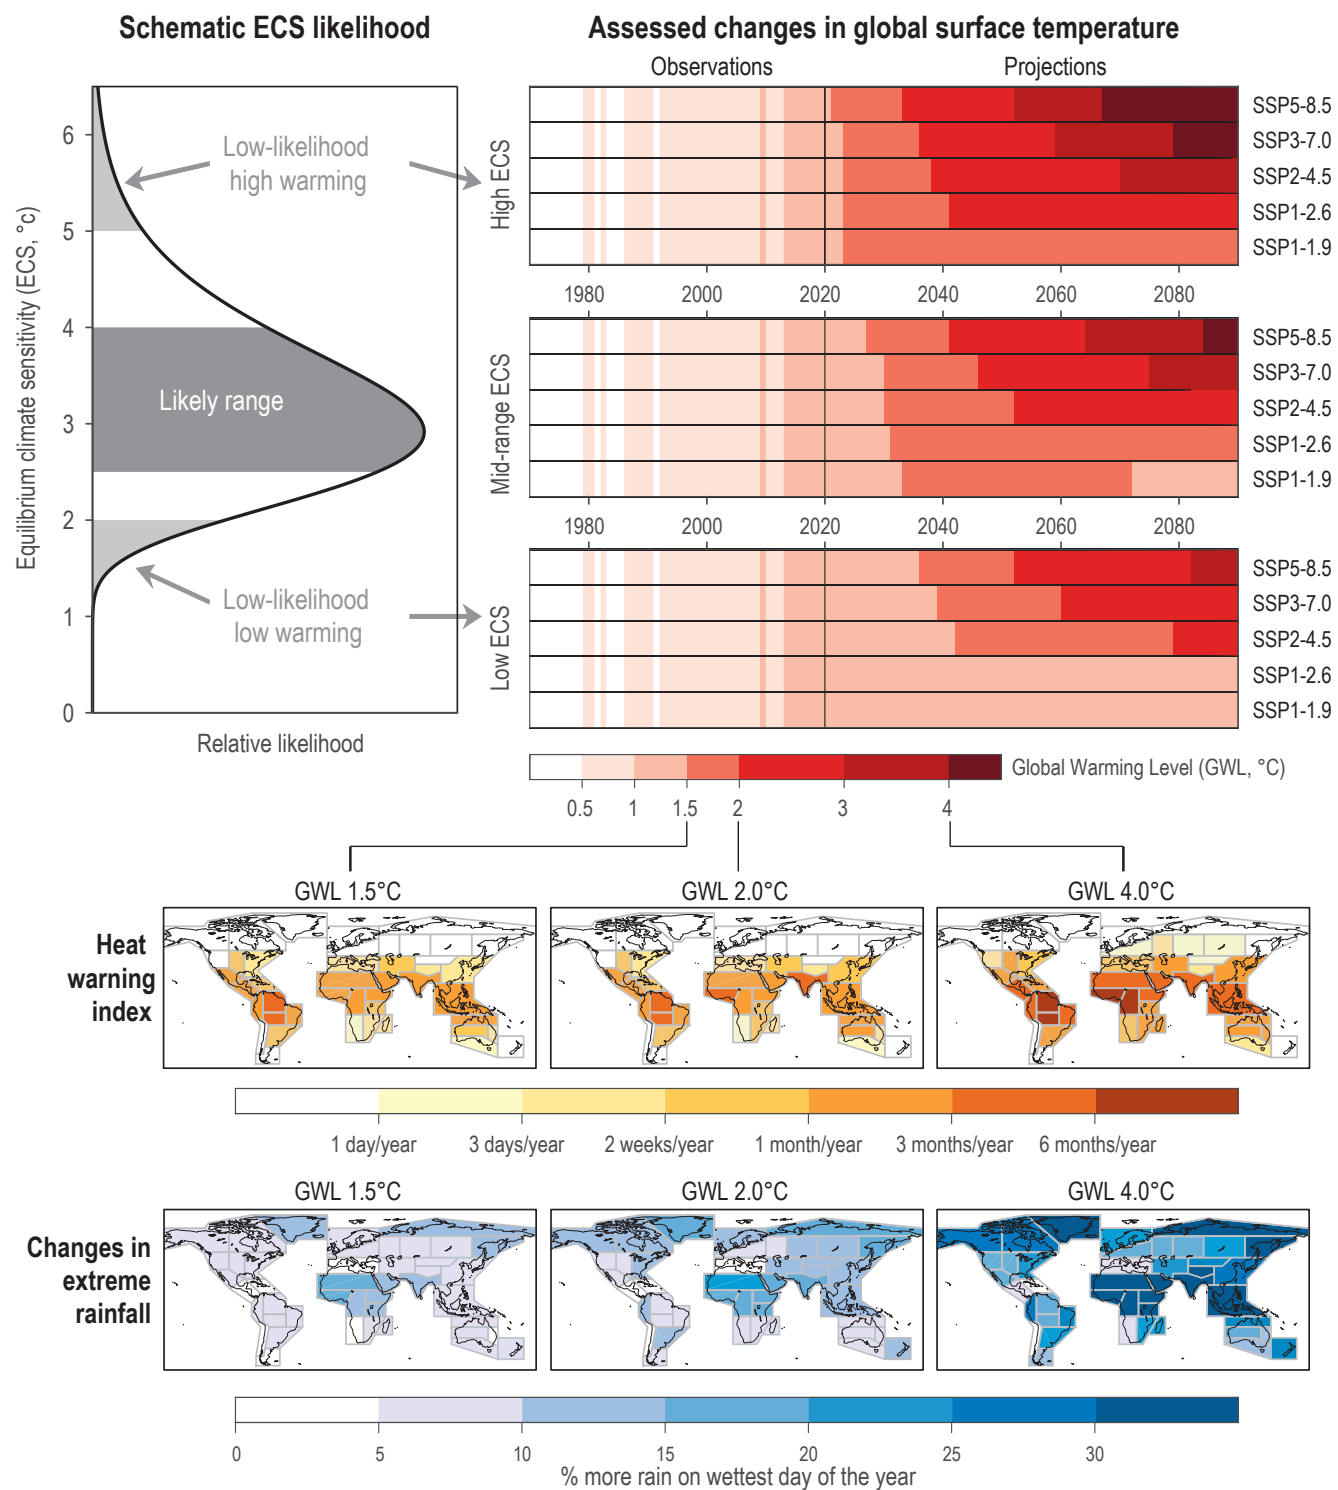 Schematic ECS likelihood
Assessed changes in global surface temperature
Observations
Projections
Equilibrium climate sensitivity (ECS, °c)
6
5
4
3
2
1
0
Low-likelihood
high warming
Likely range
Low-likelihood
low warming
Relative likelihood
High ECS
SSP5-8.5
SSP3-7.0
SSP2-4.5
SSP1-2.6
SSP1-1.9
1980 2000 2020 2040 2060 2080
Mid-range ECS
SSP5-8.5
SSP3-7.0
SSP2-4.5
SSP1-2.6
SSP1-1.9
1980 2000 2020 2040 2060 2080
Low ECS
SSP5-8.5
SSP3-7.0
SSP2-4.5
SSP1-2.6
SSP1-1.9
Global Warming Level (GWL, °C)
0.5 1 1.5 2 3 4
GWL 1.5°C GWL 2.0°C GWL 4.0°C
Heat
warning
index
1 day/year 3 days/year 2 weeks/year 1 month/year 3 months/year 6 months/year
GWL 1.5°C GWL 2.0°C GWL 4.0°C
Changes in
extreme
rainfall
0 5 10 15 20 25 30
% more rain on wettest day of the year